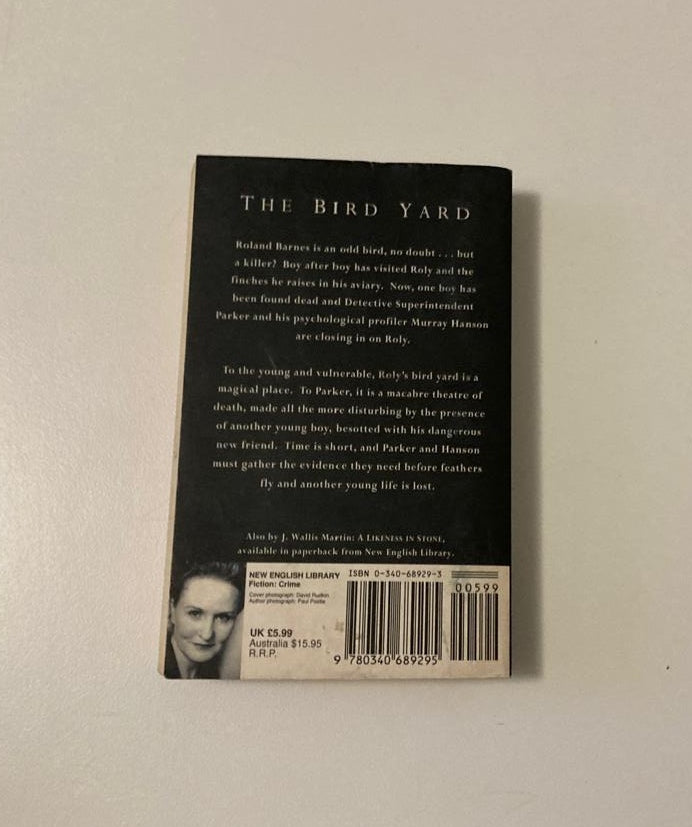 THE BIRD YARD
Roland Barnes is an odd bird, no doubt . . . but
a killer? Boy after boy has visited Roly and the
finches he raises in his aviary. Now, one boy has
been found dead and Detective Superintendent
Parker and his psychological profiler Murray Hanson
are closing in on Roly.
To the young and vulnerable, Roly's bird yard is a
magical place. To Parker, it is a macabre theatre of
death, made all the more disturbing by the presence
of another young boy, besotted with his dangerous
new friend. Time is short, and Parker and Hanson
must gather the evidence they need before feathers
fly and another young life is lost.
Also by J. Wallis Martin: A LIKENESS IN STONE,
available in paperback from New English Library.
NEW ENGLISH LIBRARY
Fiction: Crime
Cover photograph: David
Author photograph: Paul
UK £5.99
Australia $15.95
R.R.P.
ISBN 0-340-68929-3
00599
9 780340 689295